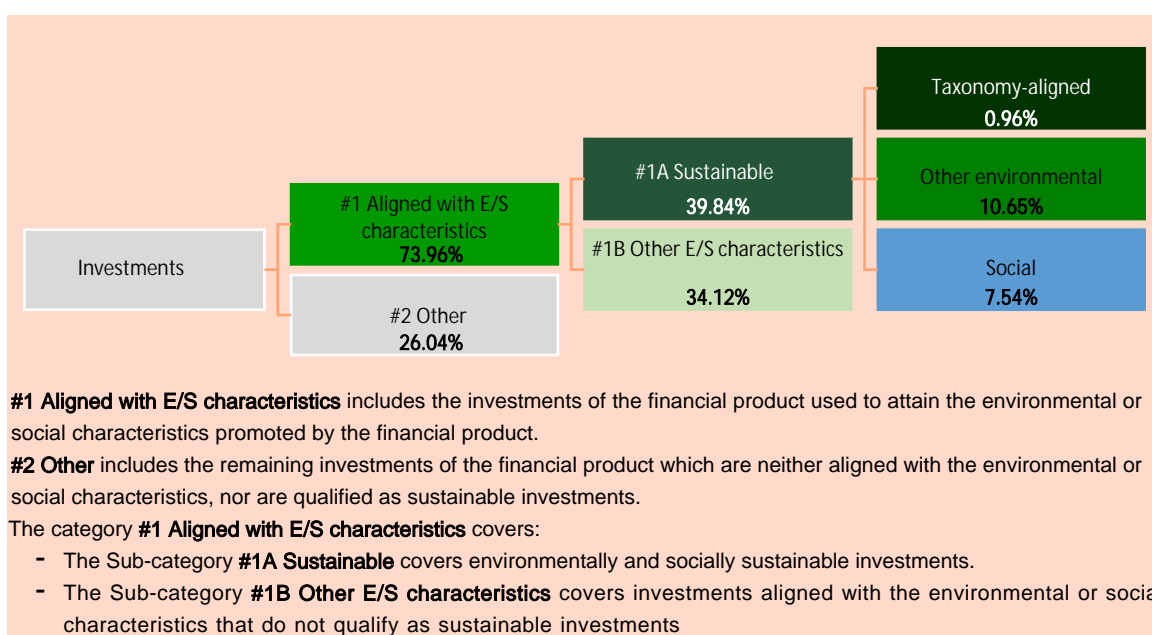 Taxonomy-aligned
0.96%
#1A Sustainable
39.84%
Other environmental
10.65%
#1 Aligned with E/S
characteristics
73.96%
#1B Other E/S characteristics
34.12%
Investments
Social
7.54%
#2 Other
26.04%
#1 Aligned with E/S characteristics includes the investments of the financial product used to attain the environmental or
social characteristics promoted by the financial product.
#2 Other includes the remaining investments of the financial product which are neither aligned with the environmental or
social characteristics, nor are qualified as sustainable investments.
The category #1 Aligned with E/S characteristics covers:
- The Sub-category #1A Sustainable covers environmentally and socially sustainable investments.
- The Sub-category #1B Other E/S characteristics covers investments aligned with the environmental or socia
characteristics that do not qualify as sustainable investments